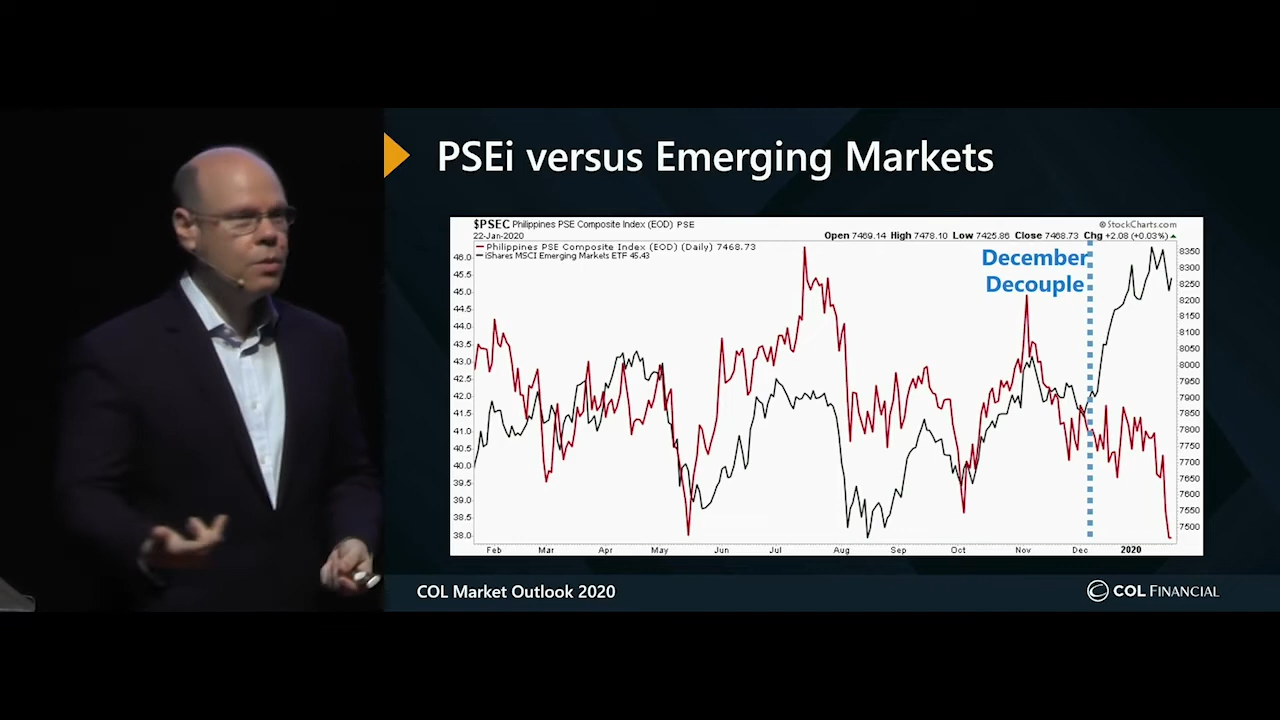 PSEi versus Emerging Markets
$PSEC Philippines PSE Composite Index (EOD) PSE
© StockCharts.com
22-Jan-2020
Open 7469.14 High 7478.10 Low 7425.86 Close 7468.73 Chg +2.08 (+0.03%)
Philippines PSE Composite Index (EOD) (Daily) 7468.73
iShares MSCI Emerging Markets ETF 45.43
December
Decouple
46.0
45.5
45.0
44.5
44.0
43.5
43.0
42.5
42.0
41.5
41.0
40.5
40.0
39.5
39.0
38.5
38.0
8350
8300
8250
8200
8150
8100
8050
8000
7950
7900
7850
7800
7750
7700
7650
7600
7550
7500
Feb Mar Apr May Jun Jul Aug Sep Oct Nov Dec 2020
COL Market Outlook 2020
COL FINANCIAL